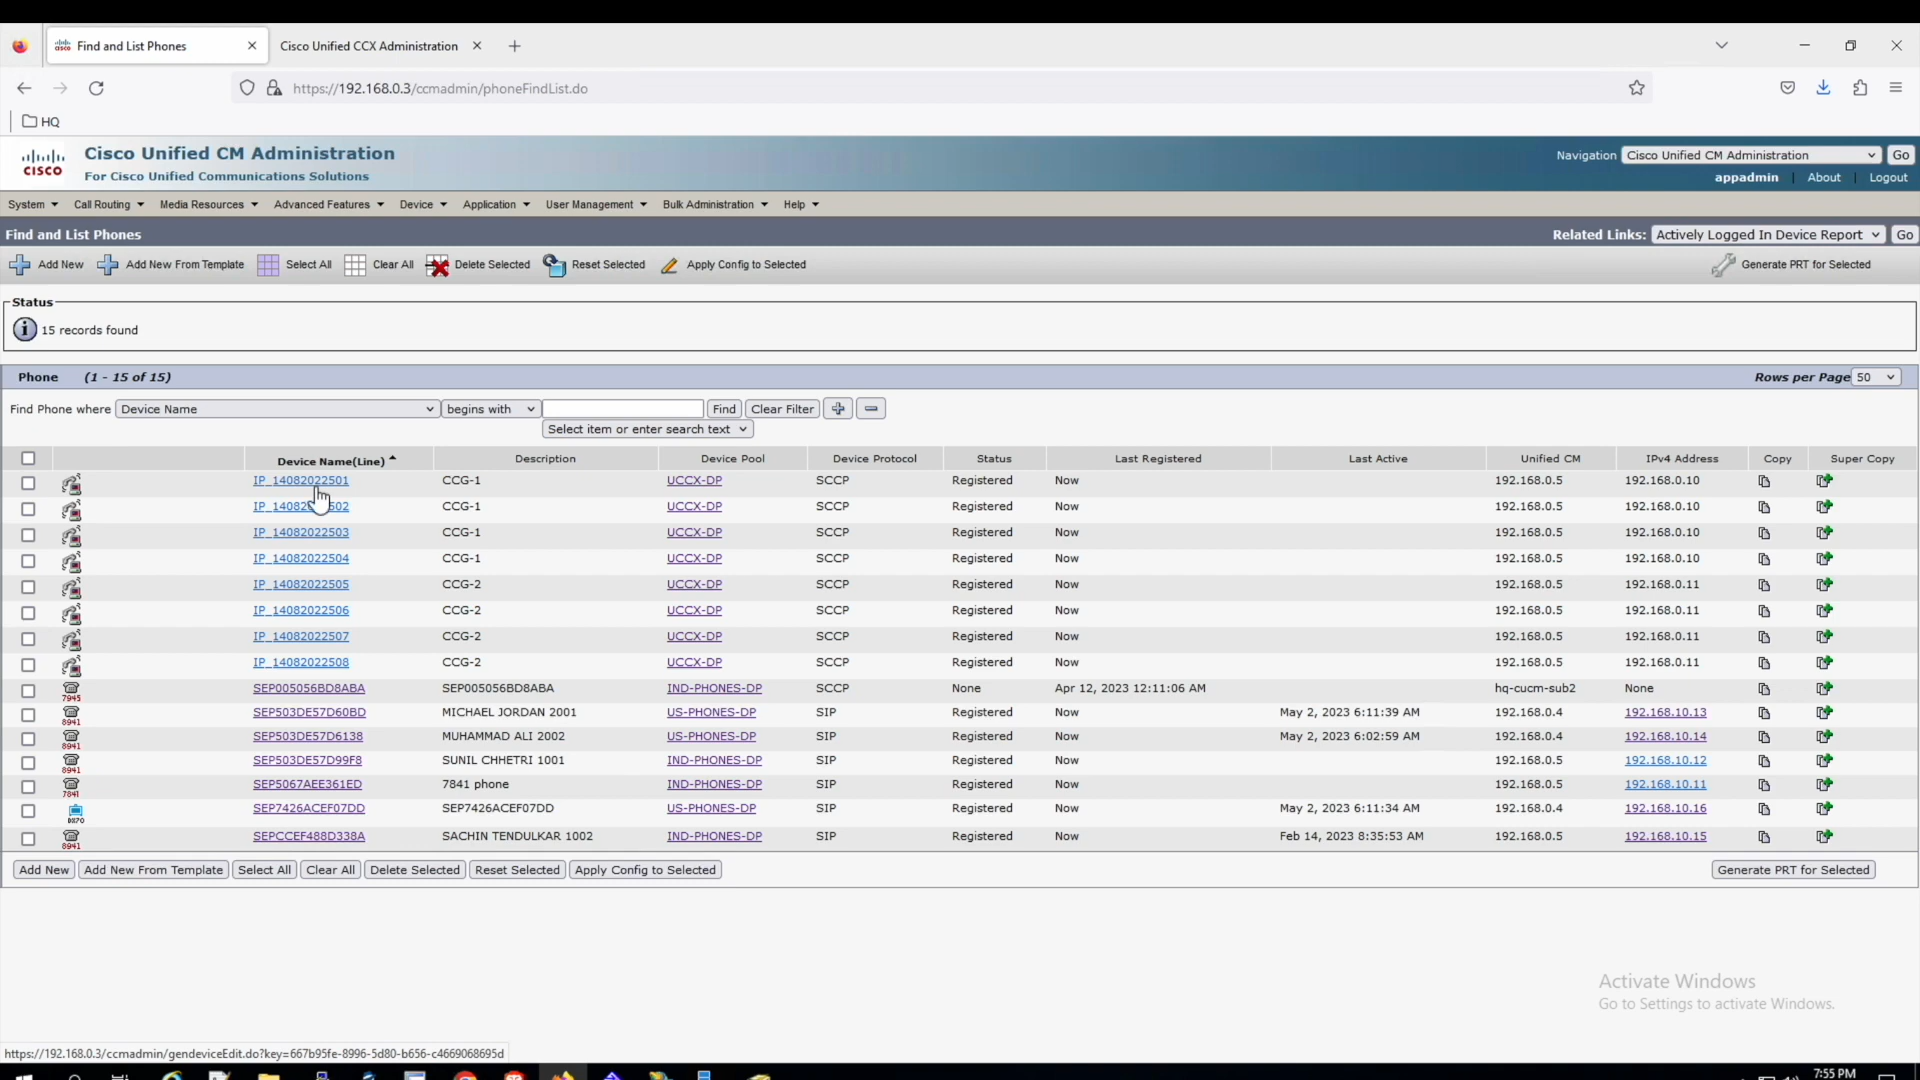 Find and List Phones
Cisco Unified CCX Administration
https://192.168.0.3/ccmadmin/phoneFindList.do
HQ
cisco
Cisco Unified CM Administration
For Cisco Unified Communications Solutions
Navigation Cisco Unified CM Administration Go
appadmin | About | Logout
System Call Routing Media Resources Advanced Features Device Application User Management Bulk Administration Help
Find and List Phones Related Links: Actively Logged In Device Report Go
Add New Add New From Template Select All Clear All Delete Selected Reset Selected Apply Config to Selected Generate PRT for Selected
Status
15 records found
Phone (1 - 15 of 15) Rows per Page 50
Find Phone where Device Name begins with Find Clear Filter
Select item or enter search text
Device Name(Line) Description Device Pool Device Protocol Status Last Registered Last Active Unified CM IPv4 Address Copy Super Copy
IP_14082022501 CCG-1 UCCX-DP SCCP Registered Now 192.168.0.5 192.168.0.10
IP_14082 502 CCG-1 UCCX-DP SCCP Registered Now 192.168.0.5 192.168.0.10
IP_14082022503 CCG-1 UCCX-DP SCCP Registered Now 192.168.0.5 192.168.0.10
IP_14082022504 CCG-1 UCCX-DP SCCP Registered Now 192.168.0.5 192.168.0.10
IP_14082022505 CCG-2 UCCX-DP SCCP Registered Now 192.168.0.5 192.168.0.11
IP_14082022506 CCG-2 UCCX-DP SCCP Registered Now 192.168.0.5 192.168.0.11
IP_14082022507 CCG-2 UCCX-DP SCCP Registered Now 192.168.0.5 192.168.0.11
IP_14082022508 CCG-2 UCCX-DP SCCP Registered Now 192.168.0.5 192.168.0.11
7945 SEP005056BD8ABA SEP005056BD8ABA IND-PHONES-DP SCCP None Apr 12, 2023 12:11:06 AM hq-cucm-sub2 None
8941 SEP503DE57D60BD MICHAEL JORDAN 2001 US-PHONES-DP SIP Registered Now May 2, 2023 6:11:39 AM 192.168.0.4 192.168.10.13
8941 SEP503DE57D6138 MUHAMMAD ALI 2002 US-PHONES-DP SIP Registered Now May 2, 2023 6:02:59 AM 192.168.0.4 192.168.10.14
8941 SEP503DE57D99F8 SUNIL CHHETRI 1001 IND-PHONES-DP SIP Registered Now 192.168.0.5 192.168.10.12
7841 SEP5067AEE361ED 7841 phone IND-PHONES-DP SIP Registered Now 192.168.0.5 192.168.10.11
DX70 SEP7426ACEF07DD SEP7426ACEF07DD US-PHONES-DP SIP Registered Now May 2, 2023 6:11:34 AM 192.168.0.4 192.168.10.16
8941 SEPCCEF488D338A SACHIN TENDULKAR 1002 IND-PHONES-DP SIP Registered Now Feb 14, 2023 8:35:53 AM 192.168.0.5 192.168.10.15
Add New Add New From Template Select All Clear All Delete Selected Reset Selected Apply Config to Selected Generate PRT for Selected
Activate Windows
Go to Settings to activate Windows.
https://192.168.0.3/ccmadmin/gendeviceEdit.do?key=667b95fe-8996-5d80-b656-c4669068695d
7:55 PM